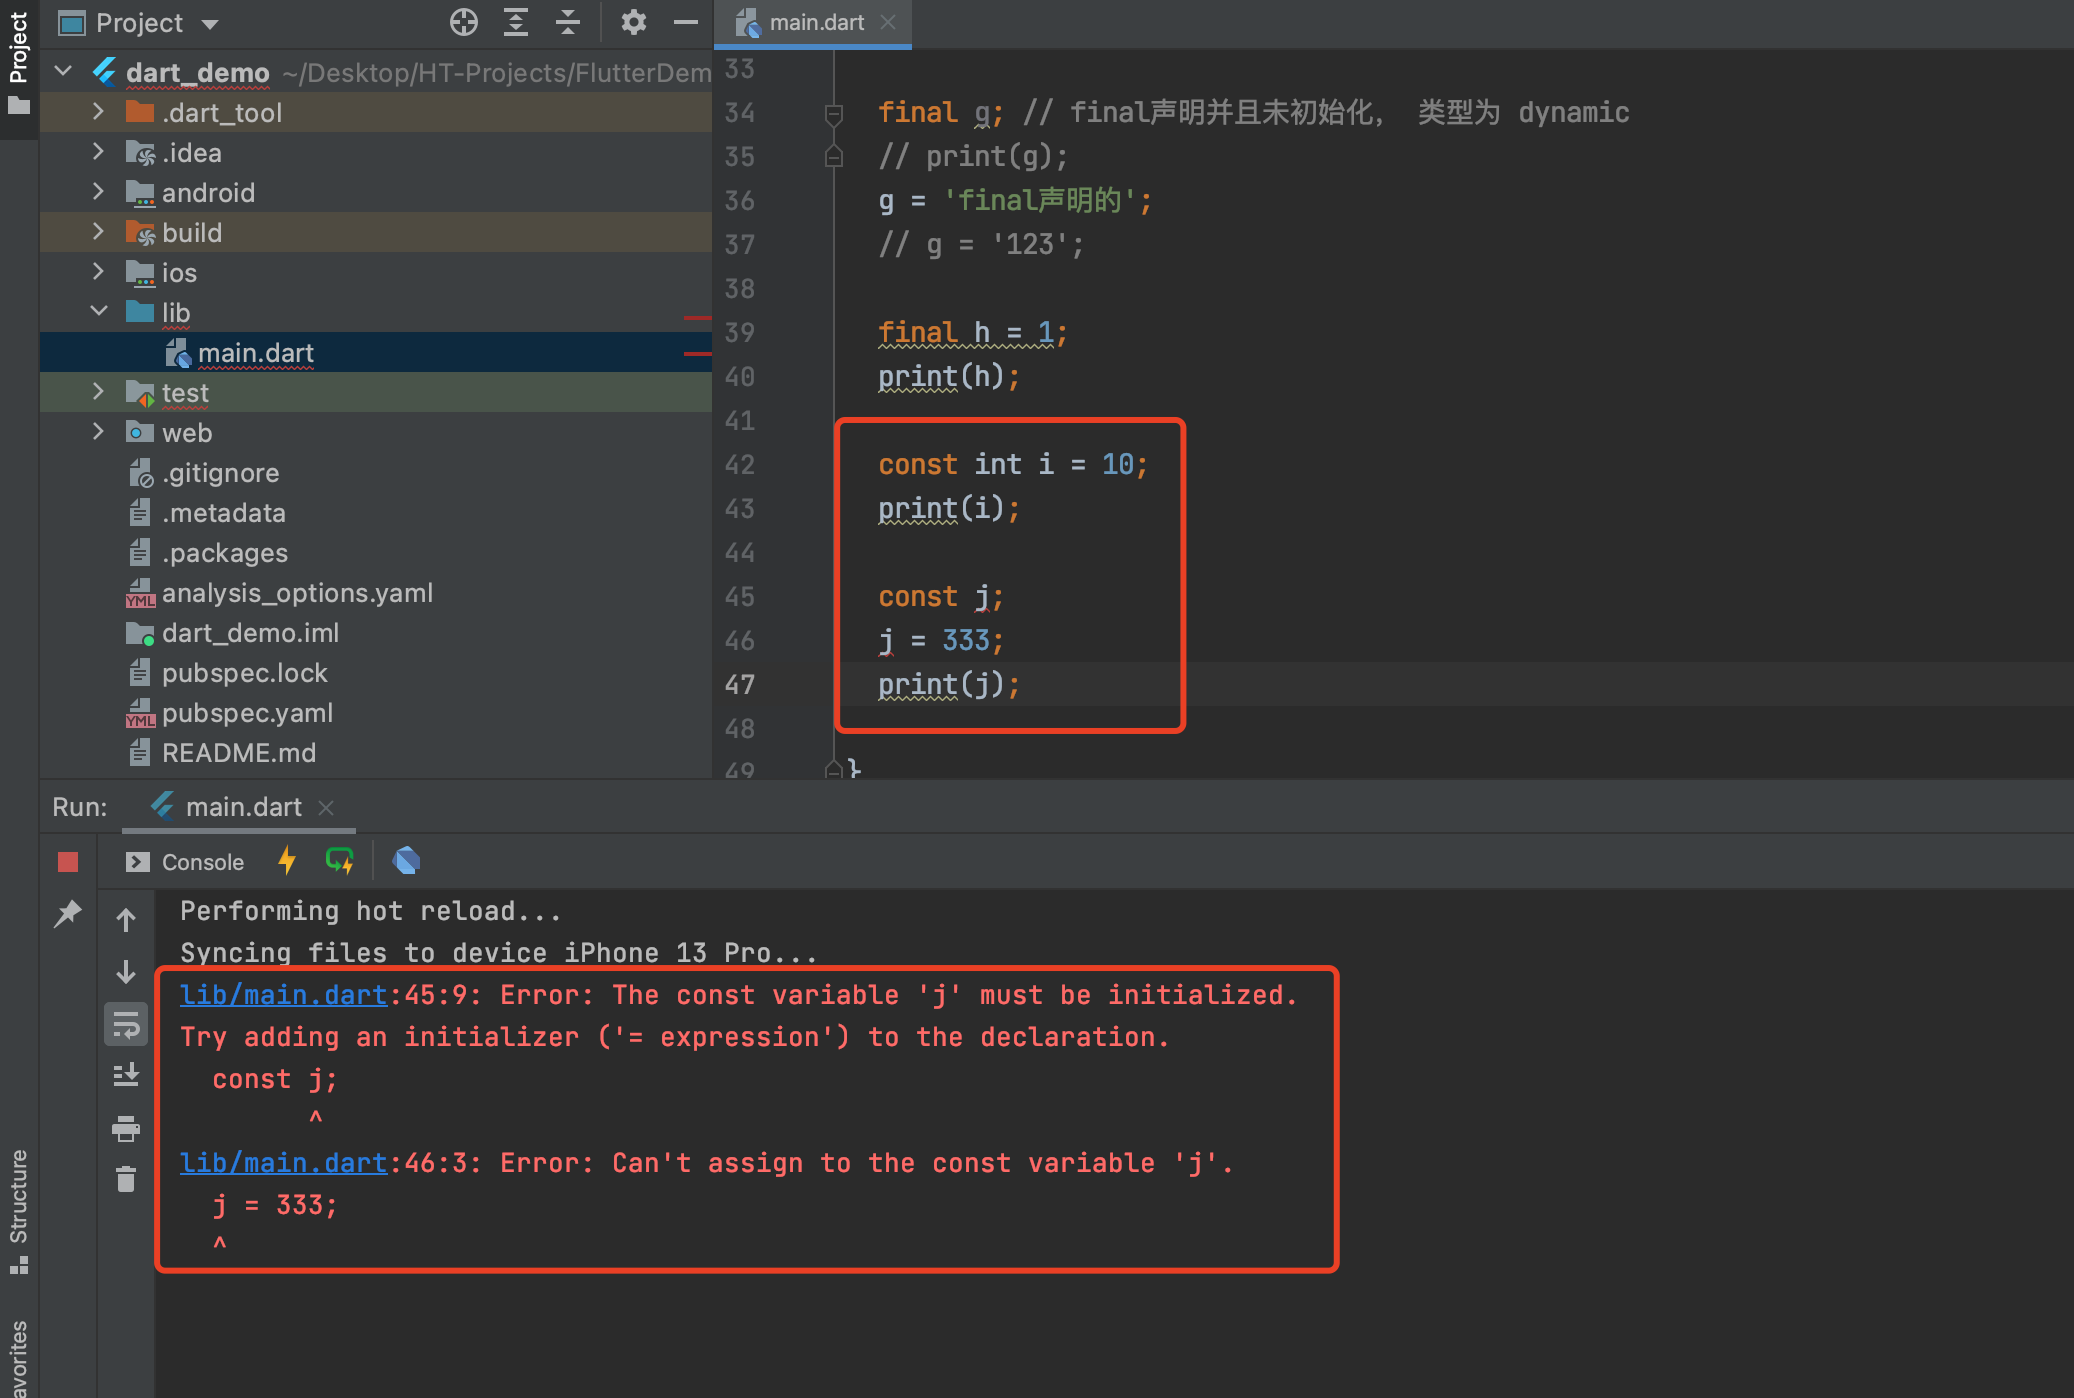 Project
Project
main.dart
dart_demo ~/Desktop/HT-Projects/FlutterDem
.dart_tool
.idea
android
build
ios
lib
main.dart
test
web
.gitignore
.metadata
.packages
analysis_options.yaml
dart_demo.iml
pubspec.lock
pubspec.yaml
README.md
33
34 final g; // final声明并且未初始化， 类型为 dynamic
35 // print(g);
36 g = 'final声明的';
37 // g = '123';
38
39 final h = 1;
40 print(h);
41
42 const int i = 10;
43 print(i);
44
45 const j;
46 j = 333;
47 print(j);
48
49 }
Run: main.dart
Console
Performing hot reload...
Syncing files to device iPhone 13 Pro...
lib/main.dart:45:9: Error: The const variable 'j' must be initialized.
Try adding an initializer ('= expression') to the declaration.
const j;
^
lib/main.dart:46:3: Error: Can't assign to the const variable 'j'.
j = 333;
^
Structure
avorites